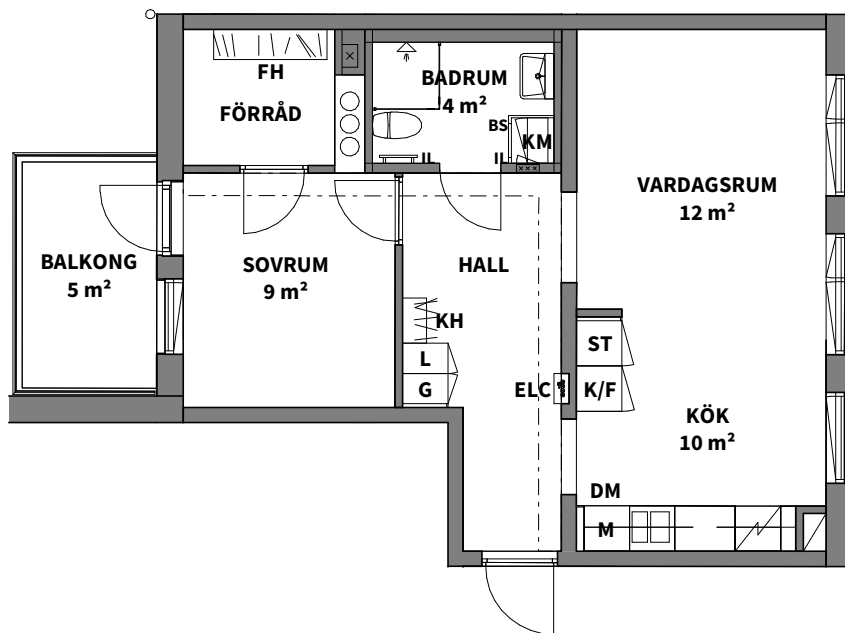 FH
FÖRRÅD
BADRUM
4 m²
BS
KM
IL
IL
VARDAGSRUM
12 m²
BALKONG
5 m²
SOVRUM
9 m²
HALL
KH
L
G
ELC
ST
K/F
KÖK
10 m²
DM
M